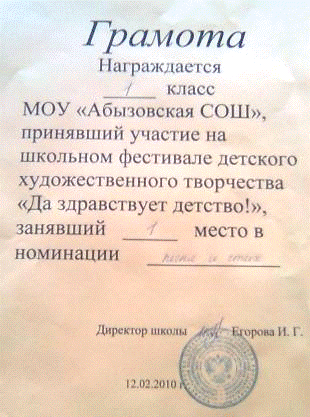 Грамота
Награждается
1 класс
МОУ «Абызовская СОШ»,
принявший участие на
школьном фестивале детского
художественного творчества
«Да здравствует детство!»,
занявший 1 место в
номинации песня и
Директор школы Егорова И. Г.
12.02.2010 г.